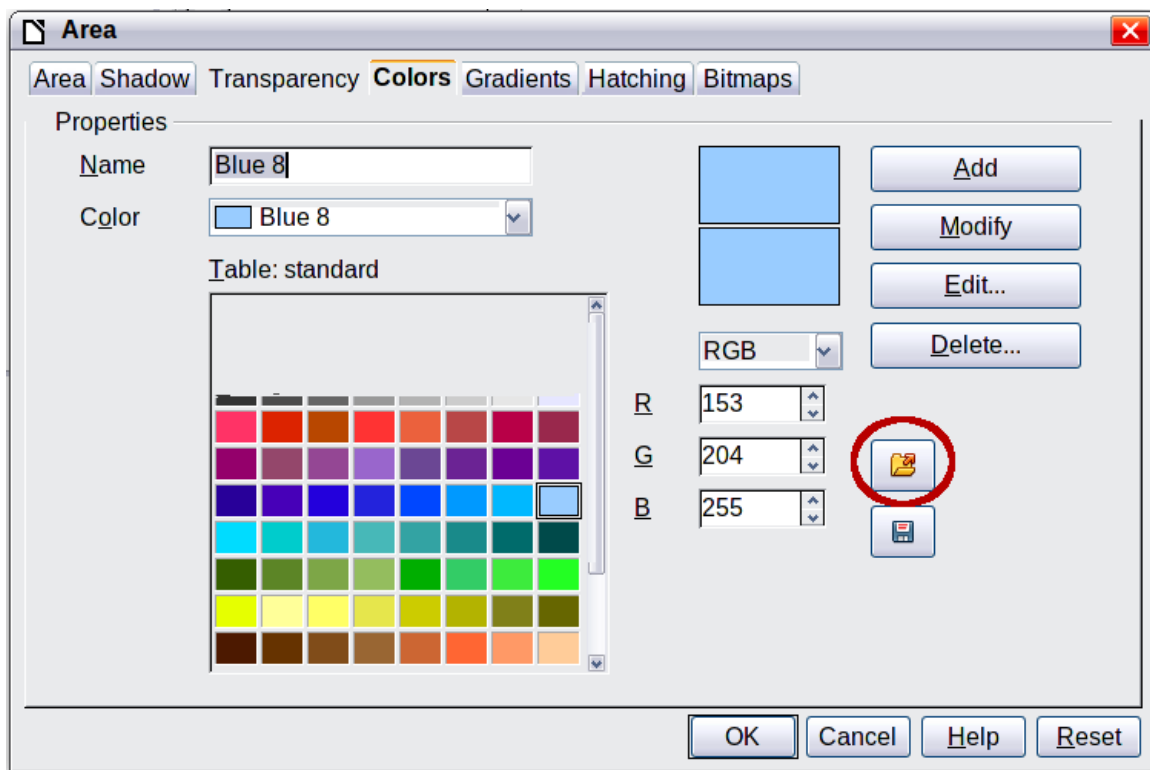 Area
Area Shadow Transparency Colors Gradients Hatching Bitmaps
Properties
Name Blue 8 Add
Color Blue 8 Modify
Table: standard Edit...
RGB Delete...
R 153
G 204
B 255
OK Cancel Help Reset